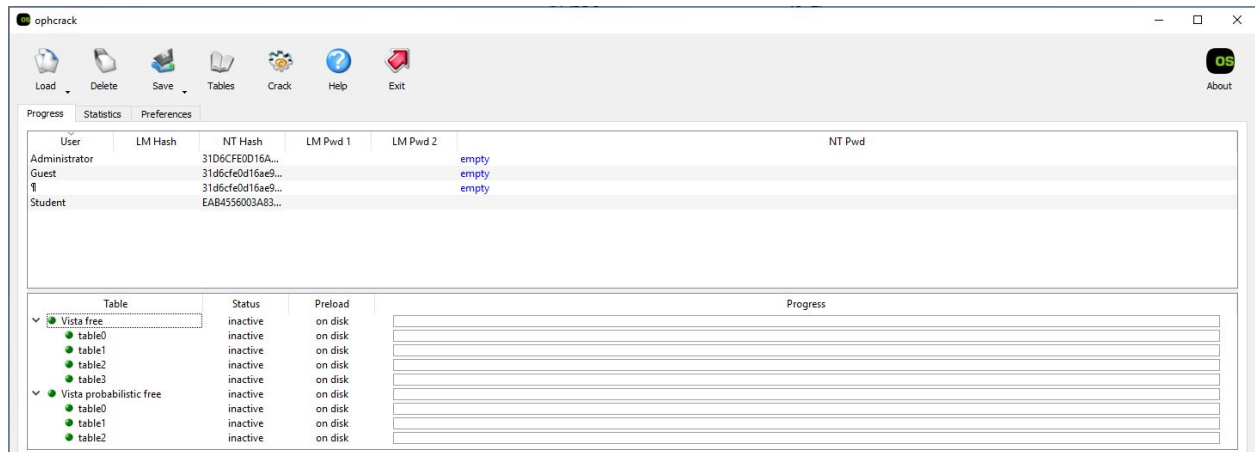 ophcrack
Load Delete Save Tables Crack Help Exit OS About
Progress Statistics Preferences
User LM Hash NT Hash LM Pwd 1 LM Pwd 2 NT Pwd
Administrator 31D6CFE0D16A... empty
Guest 31d6cfe0d16ae9... empty
¶ 31d6cfe0d16ae9... empty
Student EAB4556003A83...
Table Status Preload Progress
Vista free inactive on disk
table0 inactive on disk
table1 inactive on disk
table2 inactive on disk
table3 inactive on disk
Vista probabilistic free inactive on disk
table0 inactive on disk
table1 inactive on disk
table2 inactive on disk